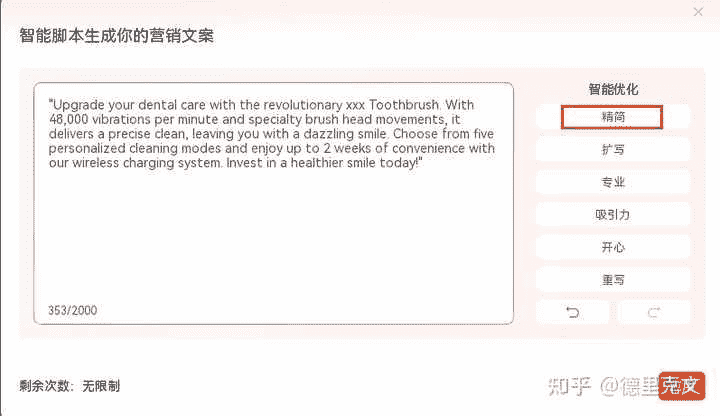 智能脚本生成你的营销文案
"Upgrade your dental care with the revolutionary xxx Toothbrush. With
48,000 vibrations per minute and specialty brush head movements, it
delivers a precise clean, leaving you with a dazzling smile. Choose from five
personalized cleaning modes and enjoy up to 2 weeks of convenience with
our wireless charging system. Invest in a healthier smile today!"
353/2000
智能优化
精简
扩写
专业
吸引力
开心
重写
剩余次数：无限制
知乎 @德里克文